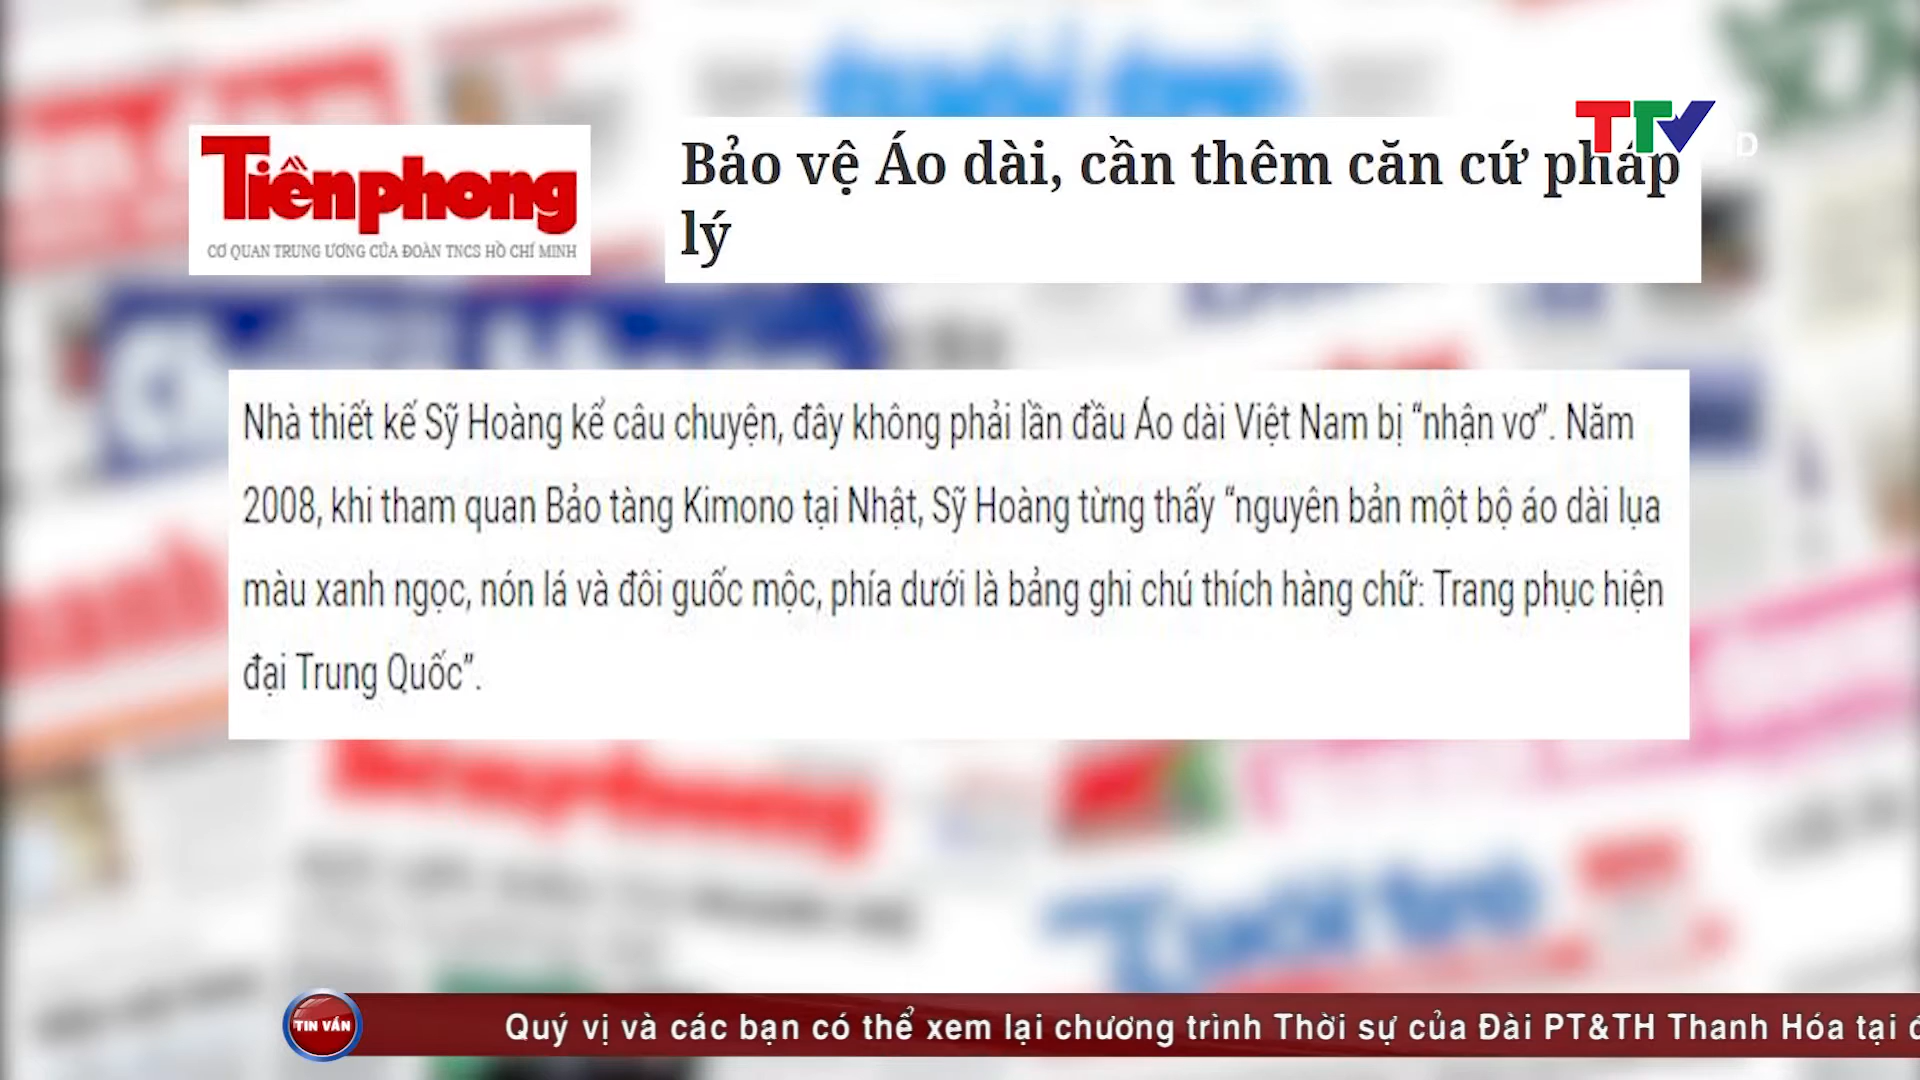 TTV
D
Tiền phong
CƠ QUAN TRUNG ƯƠNG CỦA ĐOÀN TNCS HỒ CHÍ MINH
Bảo vệ Áo dài, cần thêm căn cứ pháp
lý
Nhà thiết kế Sỹ Hoàng kể câu chuyện, đây không phải lần đầu Áo dài Việt Nam bị “nhận vơ”. Năm
2008, khi tham quan Bảo tàng Kimono tại Nhật, Sỹ Hoàng từng thấy “nguyên bản một bộ áo dài lụa
màu xanh ngọc, nón lá và đôi guốc mộc, phía dưới là bảng ghi chú thích hàng chữ: Trang phục hiện
đại Trung Quốc”.
TIN VẮN
Quý vị và các bạn có thể xem lại chương trình Thời sự của Đài PT&TH Thanh Hóa tại